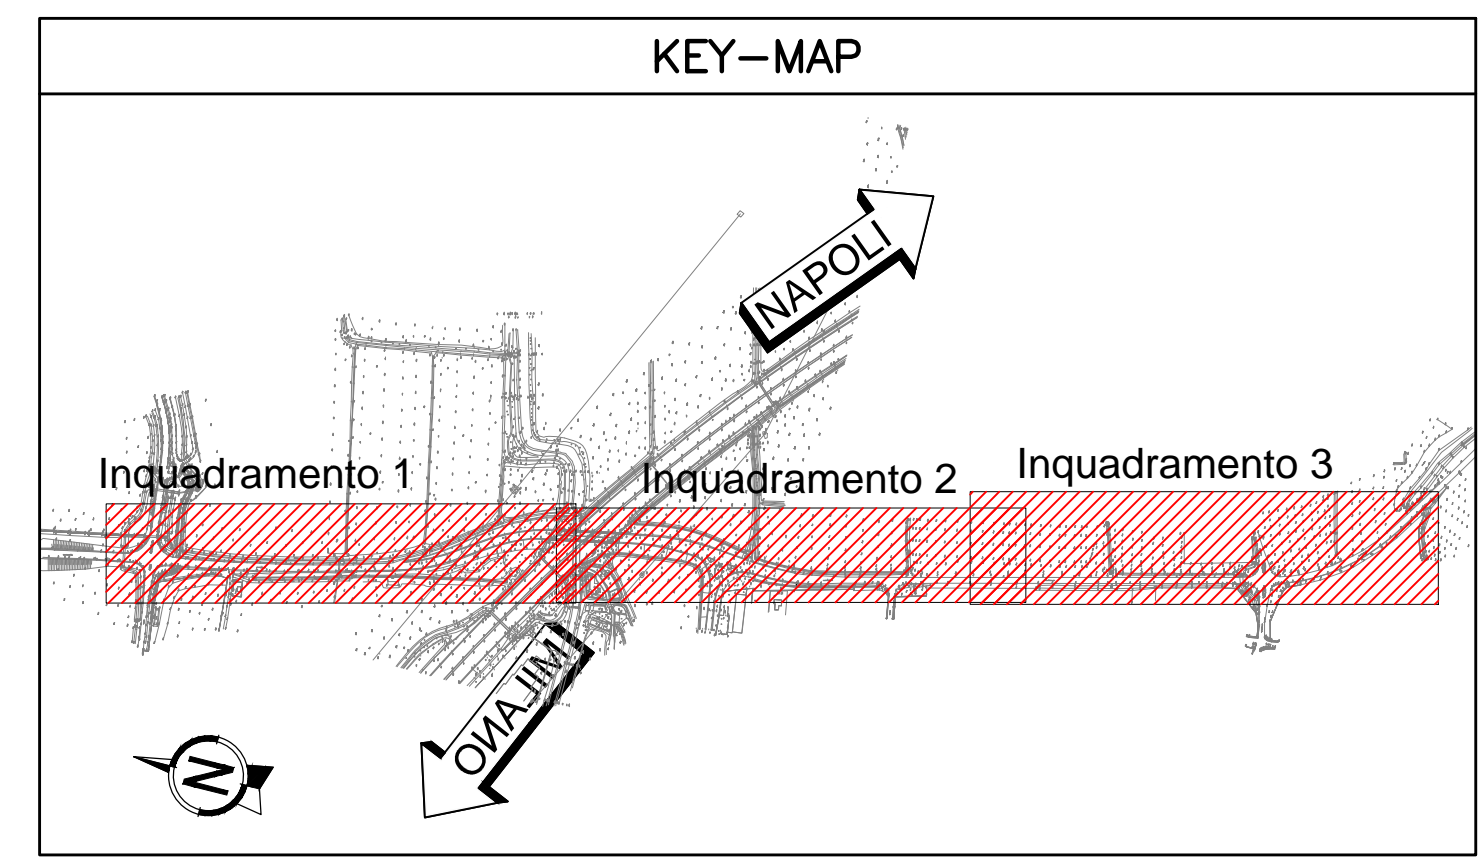 KEY-MAP
NAPOLI
Inquadramento 1
Inquadramento 2
Inquadramento 3
MILANO
N